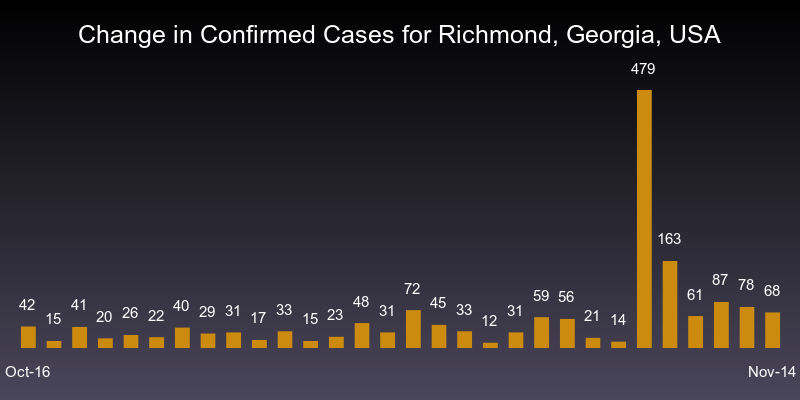 Change in Confirmed Cases for Richmond, Georgia, USA
479
163
42 15 41 20 26 22 40 29 31 17 33 15 23 48 31 72 45 33 12 31 59 56 21 14 61 87 78 68
Oct-16 Nov-14